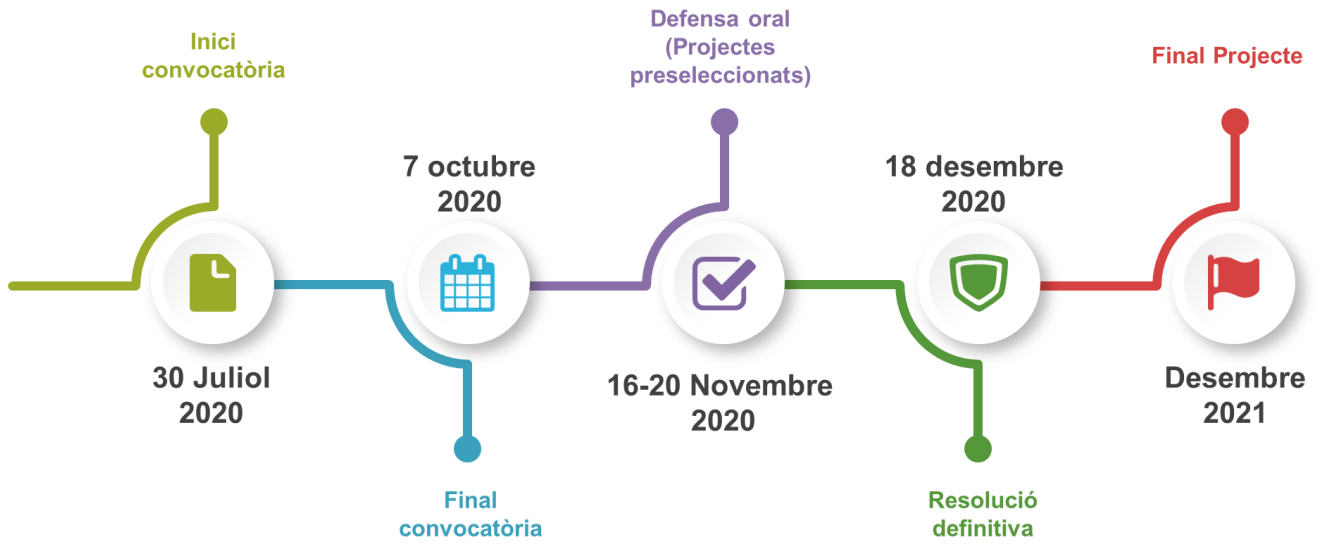 Inici
convocatòria
30 Juliol
2020
7 octubre
2020
Final
convocatòria
Defensa oral
(Projectes
preseleccionats)
16-20 Novembre
2020
18 desembre
2020
Resolució
definitiva
Final Projecte
Desembre
2021